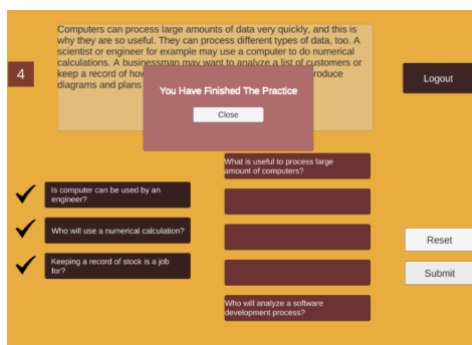 Computers can process large amounts of data very quickly, and this is
why they are so useful. They can process different types of data, too. A
scientist or engineer for example may use a computer to do numerical
calculations. A businessman may want to analyze a list of customers or
keep a record of how roduce
diagrams and plans
4
Logout
You Have Finished The Practice
Close
What is useful to process large
amount of computers?
Is computer can be used by an
engineer?
Who will use a numerical calculation?
Keeping a record of stock is a job
for?
Reset
Submit
Who will analyze a software
development process?